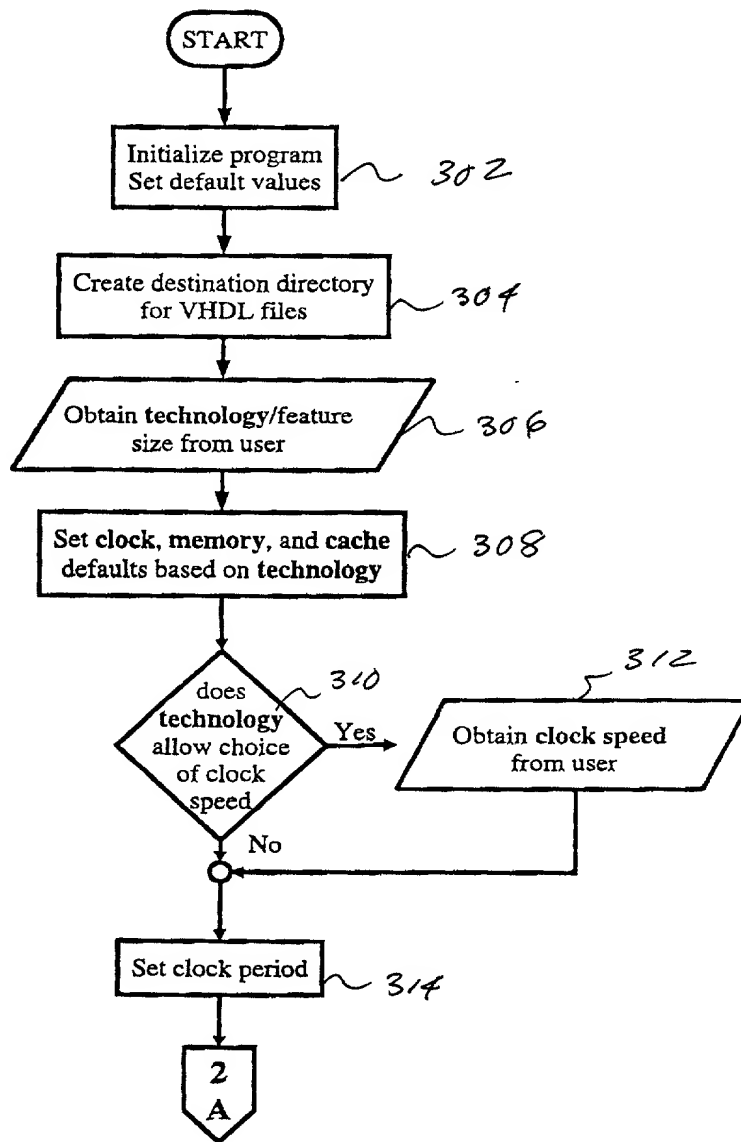 START
Initialize program
Set default values
302
Create destination directory
for VHDL files
304
Obtain technology/feature
size from user
306
Set clock, memory, and cache
defaults based on technology
308
does
technology
allow choice
of clock
speed
310
Yes
312
Obtain clock speed
from user
No
Set clock period
314
2
A